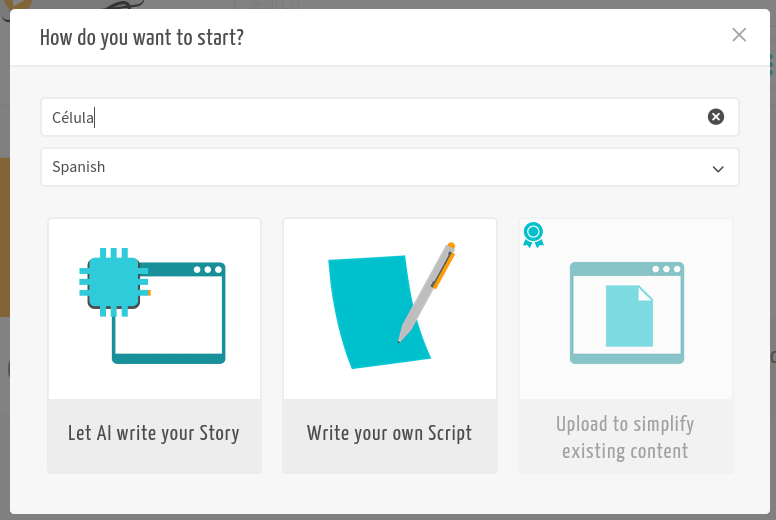 How do you want to start?
Célula
Spanish
Let AI write your Story
Write your own Script
Upload to simplify
existing content